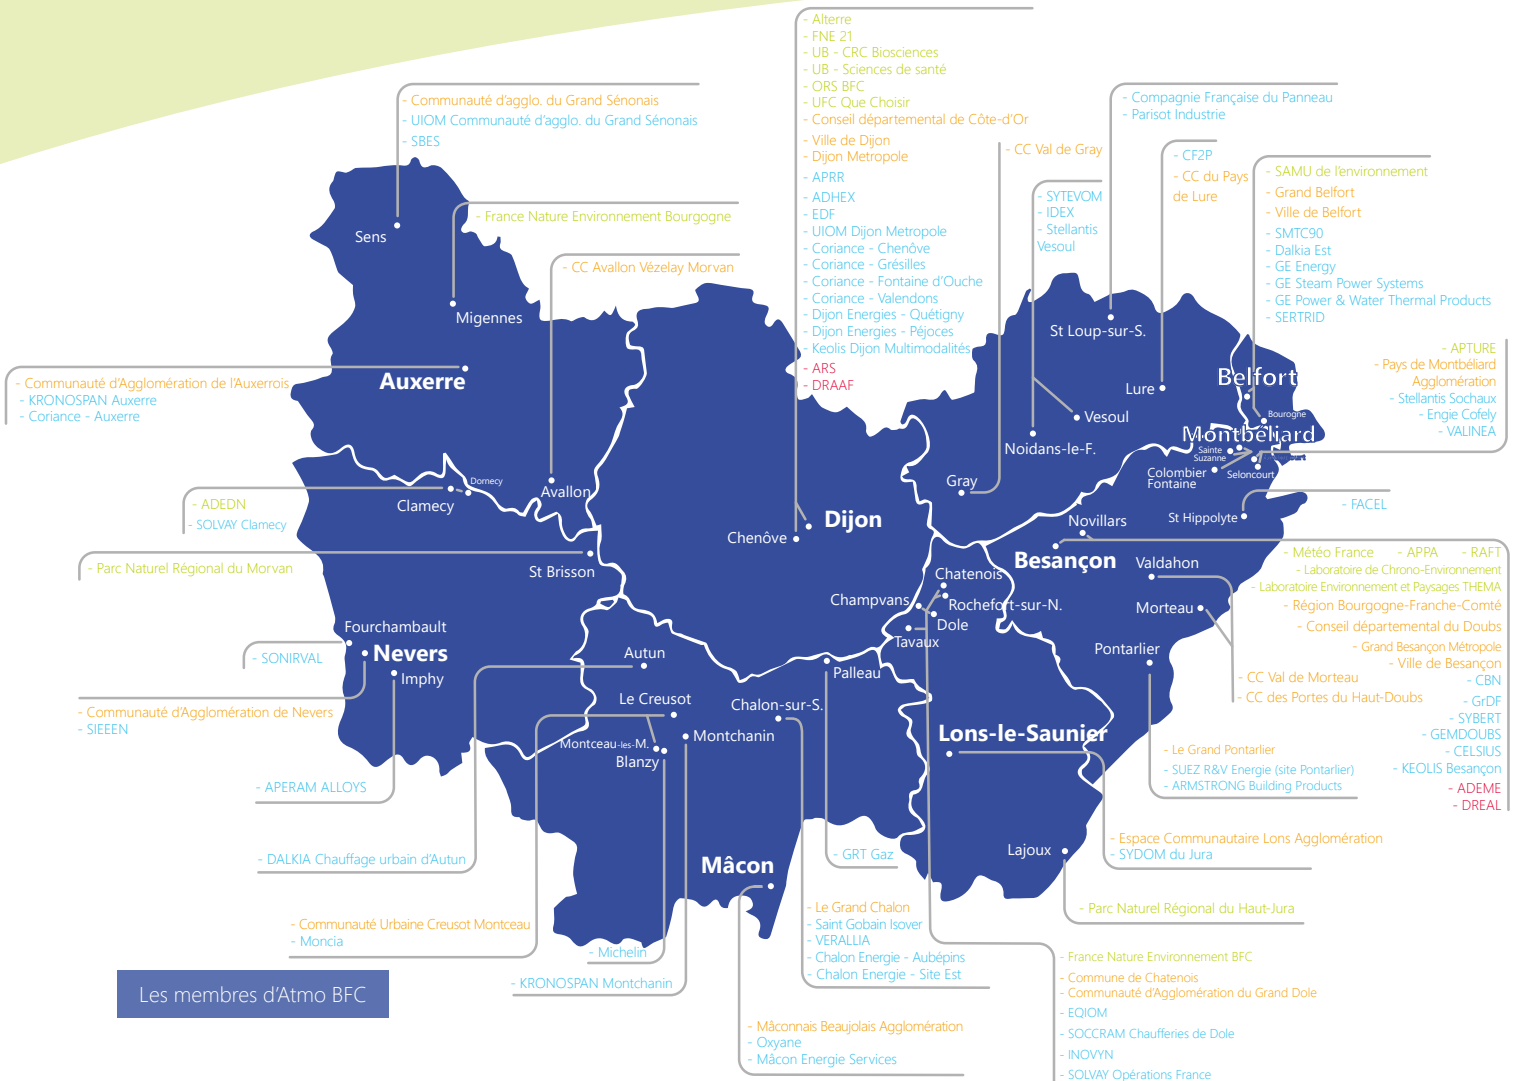 - Alterre
- FNE 21
- UB - CRC Biosciences
- UB - Sciences de santé
- ORS BFC
- UFC Que Choisir
- Conseil départemental de Côte-d'Or
- Ville de Dijon
- Dijon Metropole
- APRR
- ADHEX
- EDF
- UIOM Dijon Metropole
- Coriance - Chenôve
- Coriance - Grésilles
- Coriance - Fontaine d'Ouche
- Coriance - Valendons
- Dijon Energies - Quétigny
- Dijon Energies - Péjoces
- Keolis Dijon Multimodalités
- ARS
- DRAAF
- Communauté d'agglo. du Grand Sénonais
- UIOM Communauté d'agglo. du Grand Sénonais
- SBES
- France Nature Environnement Bourgogne
- CC Avallon Vézelay Morvan
- CC Val de Gray
- SYTEVOM
- IDEX
- Stellantis
Vesoul
- Compagnie Française du Panneau
- Parisot Industrie
- CF2P
- CC du Pays
de Lure
- SAMU de l'environnement
- Grand Belfort
- Ville de Belfort
- SMTC90
- Dalkia Est
- GE Energy
- GE Steam Power Systems
- GE Power & Water Thermal Products
- SERTRID
- APTURE
- Pays de Montbéliard
Agglomération
- Stellantis Sochaux
- Engie Cofely
- VALINEA
Sens
Migennes
Auxerre
- Communauté d'Agglomération de l'Auxerrois
- KRONOSPAN Auxerre
- Coriance - Auxerre
St Loup-sur-S.
Lure
Vesoul
Noidans-le-F.
Belfort
Bourogne
Montbéliard
Sainte
Suzanne
Colombier
Fontaine
Seloncourt
Gray
St Hippolyte
- FACEL
Dornecy
Clamecy
Avallon
- ADEDN
- SOLVAY Clamecy
- Parc Naturel Régional du Morvan
St Brisson
Dijon
Chenôve
Novillars
Besançon
Valdahon
Morteau
Pontarlier
- Météo France
- APPA
- RAFT
- Laboratoire de Chrono-Environnement
- Laboratoire Environnement et Paysages THEMA
- Région Bourgogne-Franche-Comté
- Conseil départemental du Doubs
- Grand Besançon Métropole
- Ville de Besançon
- CBN
- GrDF
- SYBERT
- GEMDOUBS
- CELSIUS
- KEOLIS Besançon
- ADEME
- DREAL
- CC Val de Morteau
- CC des Portes du Haut-Doubs
- Le Grand Pontarlier
- SUEZ R&V Energie (site Pontarlier)
- ARMSTRONG Building Products
Chatenois
Champvans
Rochefort-sur-N.
Dole
Tavaux
Fourchambault
Nevers
Imphy
- SONIRVAL
- Communauté d'Agglomération de Nevers
- SIEEEN
- APERAM ALLOYS
Autun
Le Creusot
Chalon-sur-S.
Palleau
Montchanin
Montceau-les-M.
Blanzy
Lons-le-Saunier
Lajoux
Mâcon
- DALKIA Chauffage urbain d'Autun
- GRT Gaz
- Espace Communautaire Lons Agglomération
- SYDOM du Jura
- Parc Naturel Régional du Haut-Jura
- Communauté Urbaine Creusot Montceau
- Moncia
- Michelin
- KRONOSPAN Montchanin
- Le Grand Chalon
- Saint Gobain Isover
- VERALLIA
- Chalon Energie - Aubépins
- Chalon Energie - Site Est
- Mâconnais Beaujolais Agglomération
- Oxyane
- Mâcon Energie Services
- France Nature Environnement BFC
- Commune de Chatenois
- Communauté d'Agglomération du Grand Dole
- EQIOM
- SOCCRAM Chaufferies de Dole
- INOVYN
- SOLVAY Opérations France
Les membres d'Atmo BFC